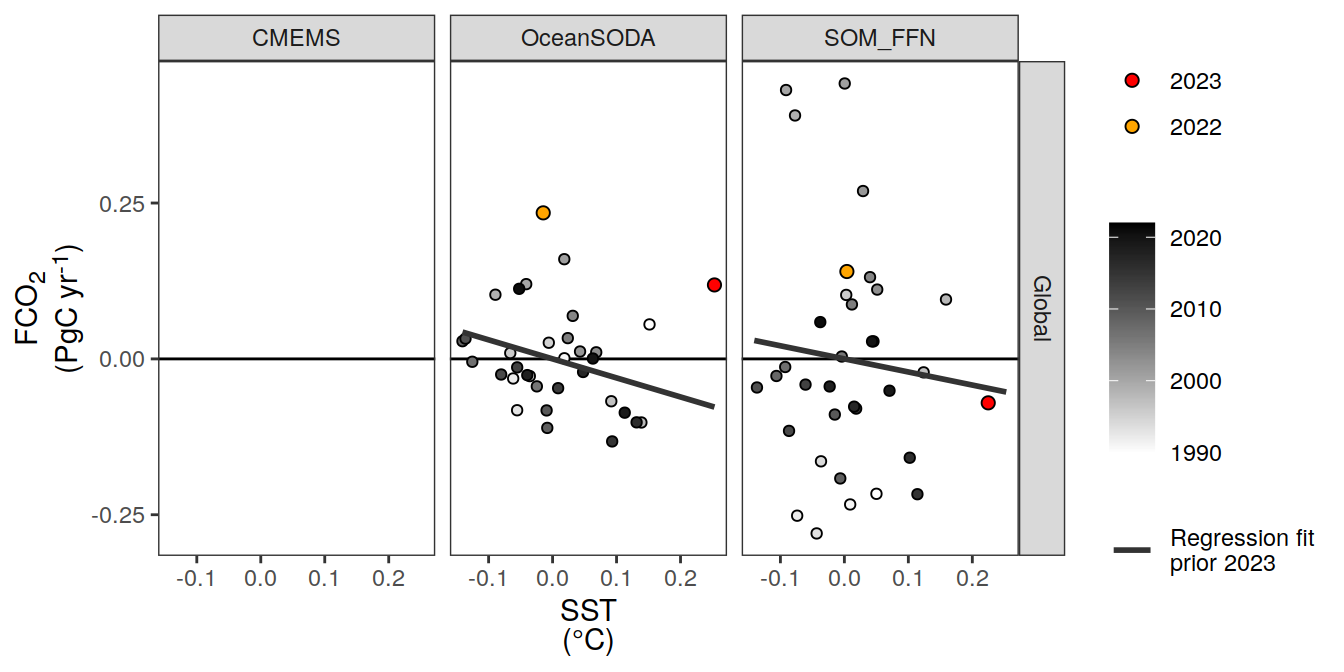 CMEMS OceanSODA SOM_FFN
Global
FCO₂
(PgC yr⁻¹)
0.25
0.00
-0.25
-0.1 0.0 0.1 0.2 -0.1 0.0 0.1 0.2 -0.1 0.0 0.1 0.2
SST
(°C)
2023
2022
2020
2010
2000
1990
Regression fit
prior 2023